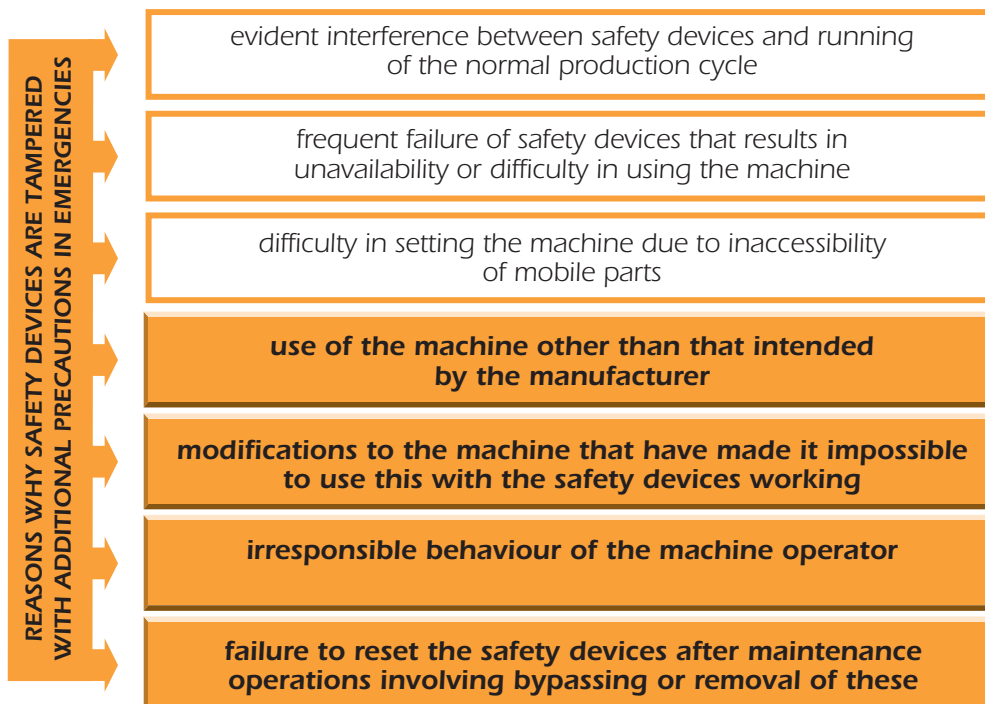 REASONS WHY SAFETY DEVICES ARE TAMPERED
WITH ADDITIONAL PRECAUTIONS IN EMERGENCIES
evident interference between safety devices and running
of the normal production cycle
frequent failure of safety devices that results in
unavailability or difficulty in using the machine
difficulty in setting the machine due to inaccessibility
of mobile parts
use of the machine other than that intended
by the manufacturer
modifications to the machine that have made it impossible
to use this with the safety devices working
irresponsible behaviour of the machine operator
failure to reset the safety devices after maintenance
operations involving bypassing or removal of these